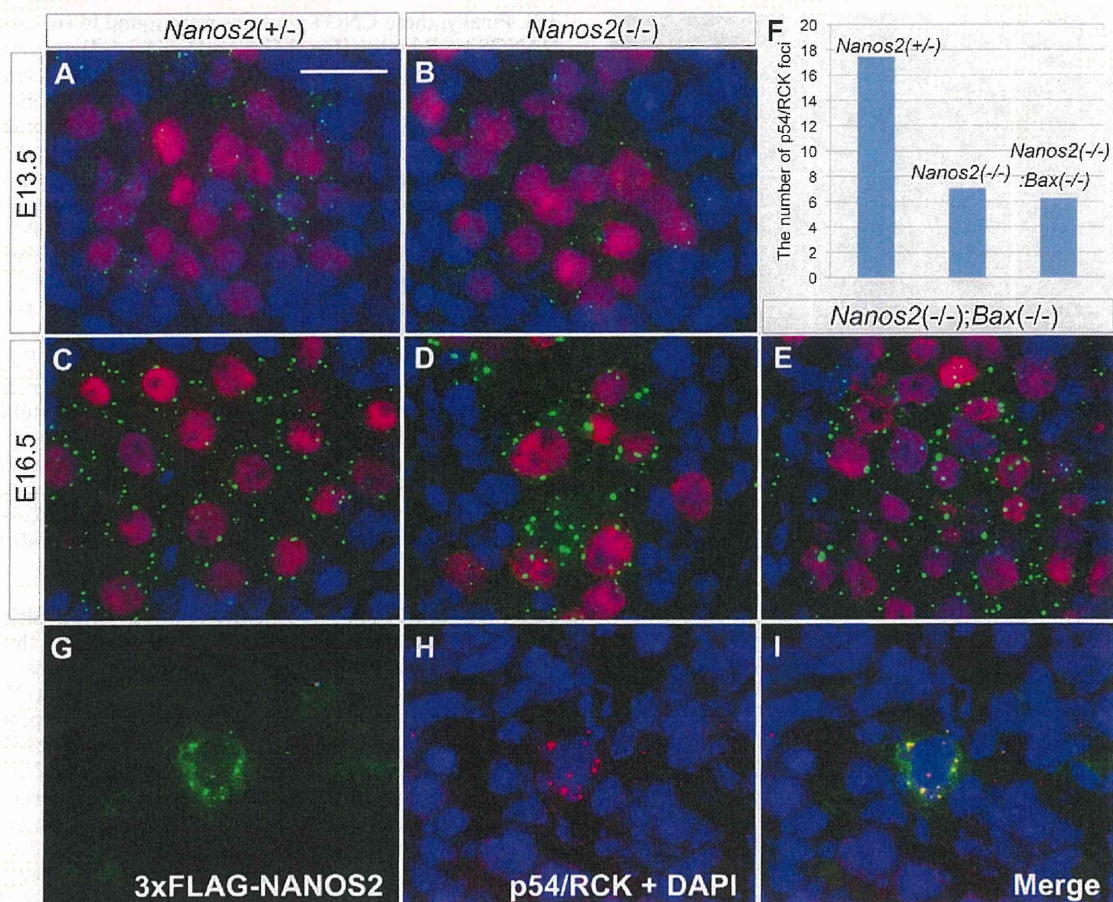 Nanos2(+/-)
Nanos2(-/-)
A
B
E13.5
F
The number of p54/RCK foci
20
18
16
14
12
10
8
6
4
2
0
Nanos2(+/-)
Nanos2(-/-)
Nanos2(-/-)
:Bax(-/-)
Nanos2(-/-);Bax(-/-)
C
D
E
E16.5
G
3xFLAG-NANOS2
H
p54/RCK + DAPI
I
Merge